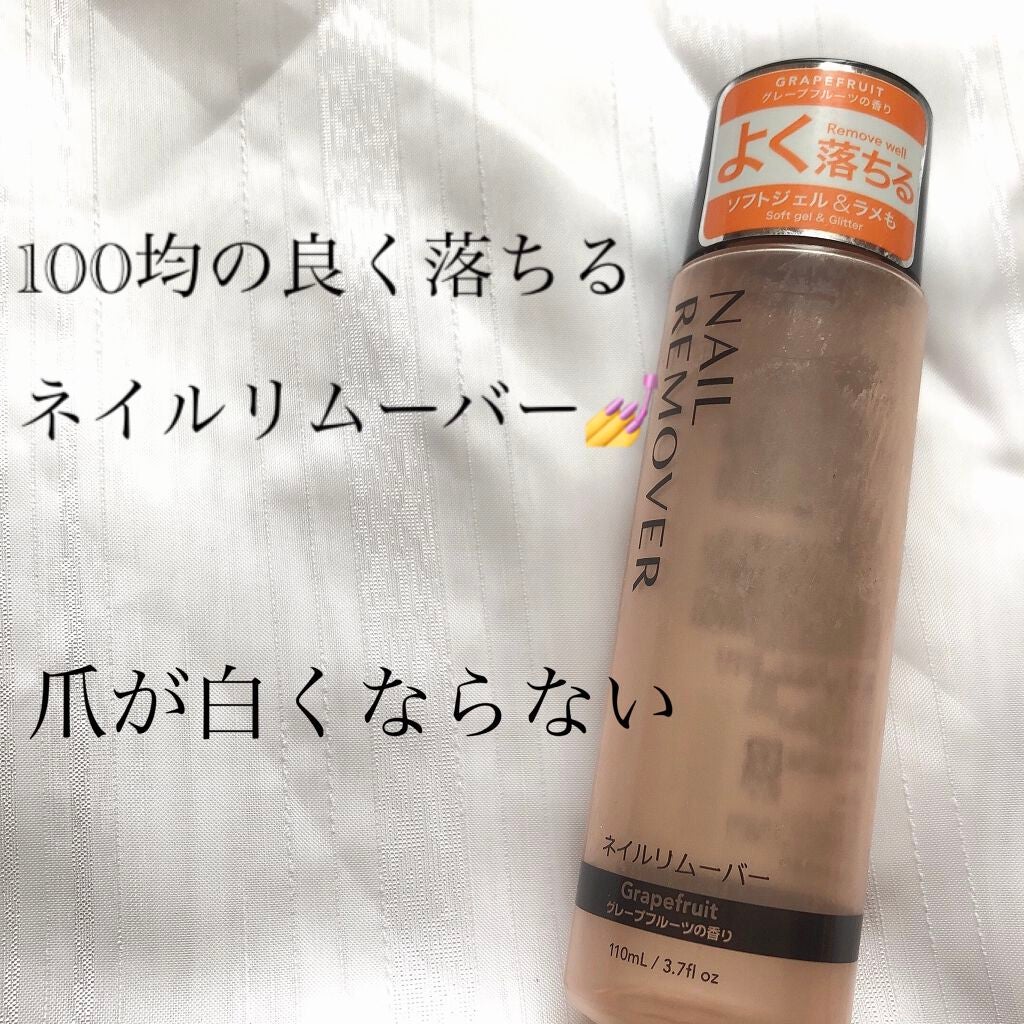 100均の良く落ちる
ネイルリムーバー💅
爪が白くならない
GRAPEFRUIT
グレープフルーツの香り
Remove well
よく落ちる
ソフトジェル&ラメも
Soft gel & Glitter
NAIL
REMOVER
ネイルリムーバー
Grapefruit
グレープフルーツの香り
110mL / 3.7fl oz